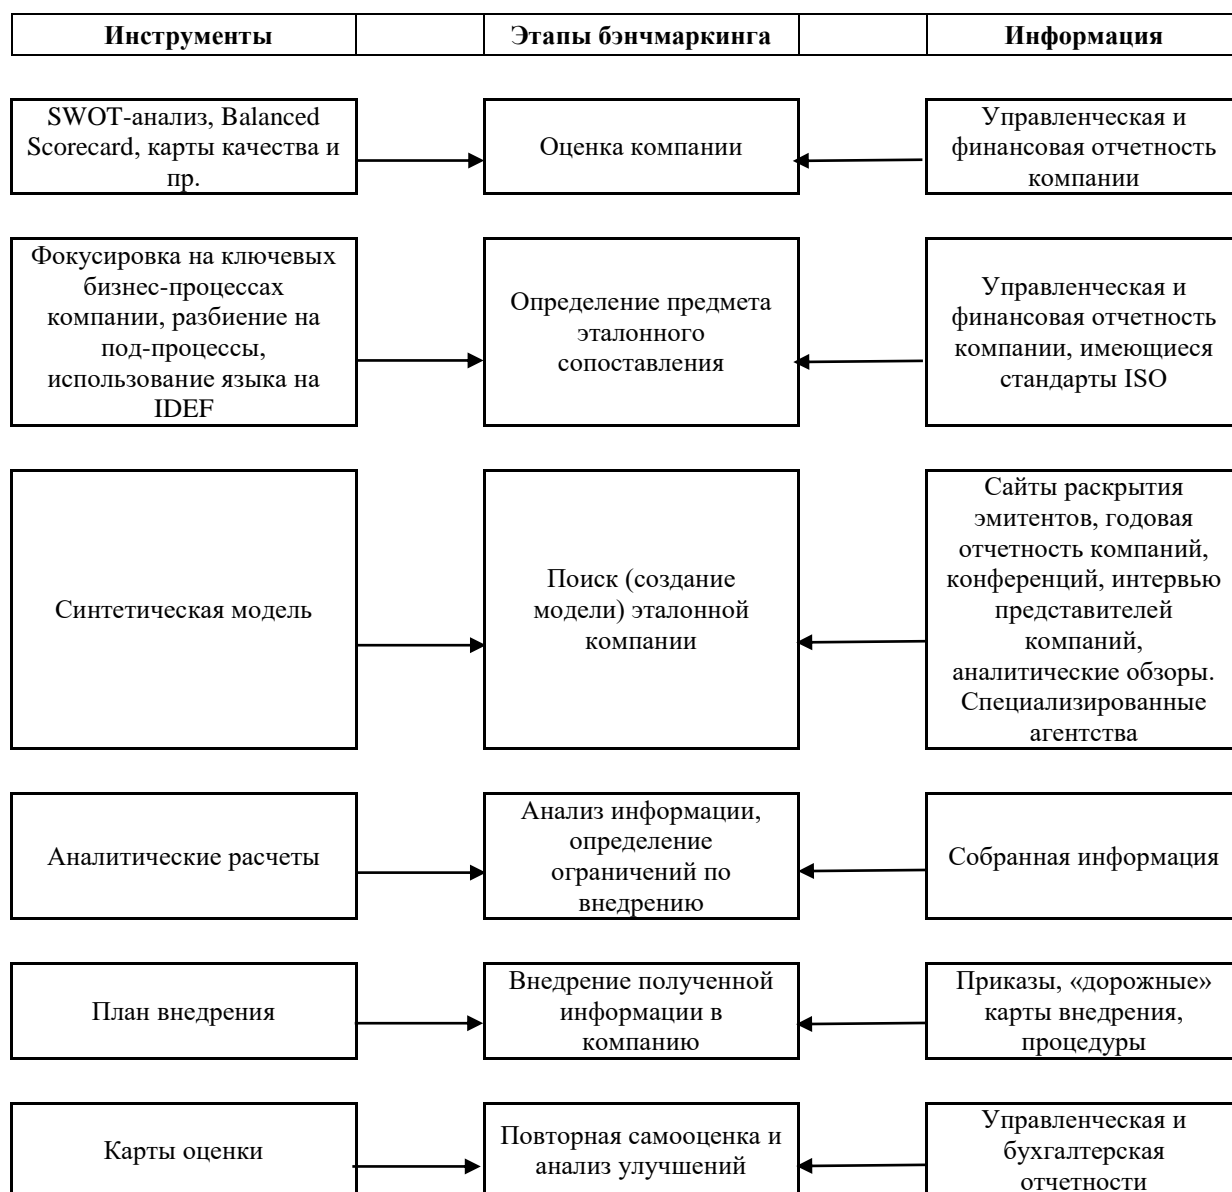 Инструменты
Этапы бэнчмаркинга
Информация
SWOT-анализ, Balanced
Scorecard, карты качества и
пр.
Оценка компании
Управленческая и
финансовая отчетность
компании
Фокусировка на ключевых
бизнес-процессах
компании, разбиение на
под-процессы,
использование языка на
IDEF
Определение предмета
эталонного
сопоставления
Управленческая и
финансовая отчетность
компании, имеющиеся
стандарты ISO
Синтетическая модель
Поиск (создание
модели) эталонной
компании
Сайты раскрытия
эмитентов, годовая
отчетность компаний,
конференций, интервью
представителей
компаний,
аналитические обзоры.
Специализированные
агентства
Аналитические расчеты
Анализ информации,
определение
ограничений по
внедрению
Собранная информация
План внедрения
Внедрение полученной
информации в
компанию
Приказы, «дорожные»
карты внедрения,
процедуры
Карты оценки
Повторная самооценка и
анализ улучшений
Управленческая и
бухгалтерская
отчетности